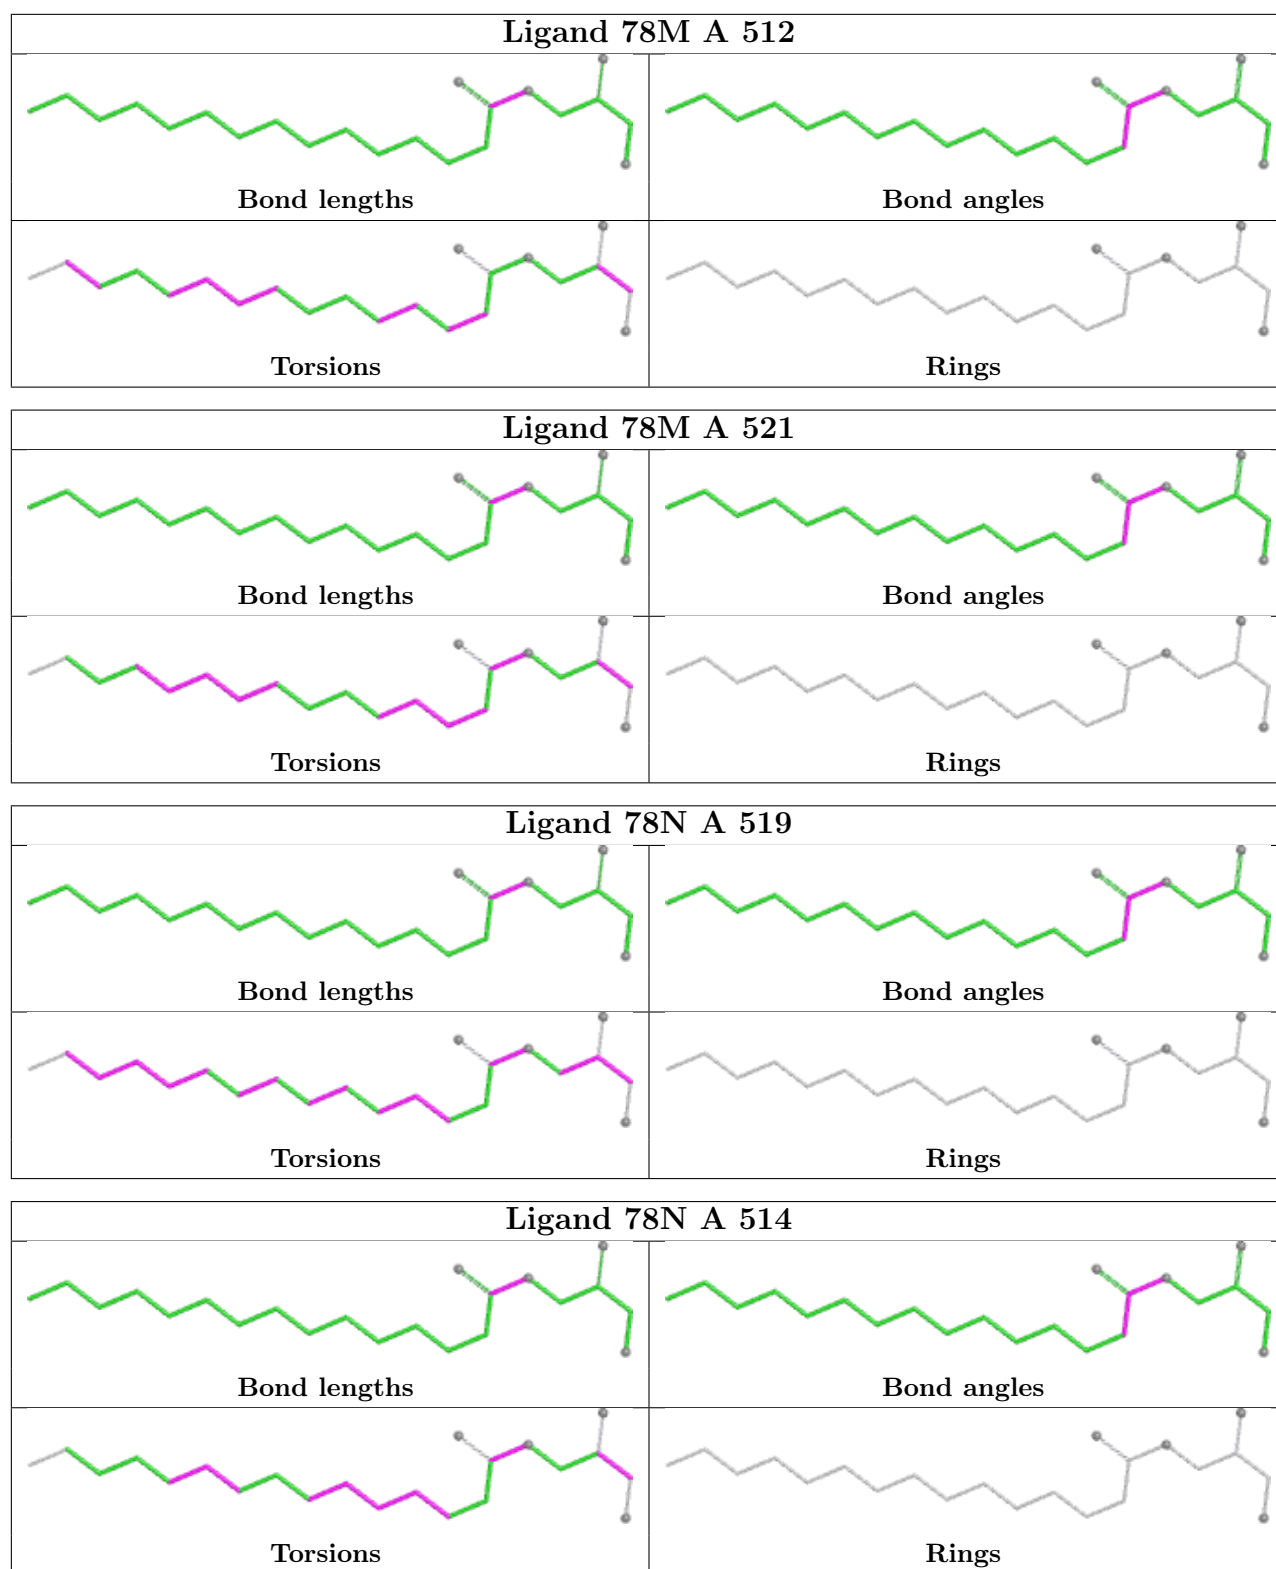 Ligand 78M A 512
Bond lengths
Bond angles
Torsions
Rings
Ligand 78M A 521
Bond lengths
Bond angles
Torsions
Rings
Ligand 78N A 519
Bond lengths
Bond angles
Torsions
Rings
Ligand 78N A 514
Bond lengths
Bond angles
Torsions
Rings